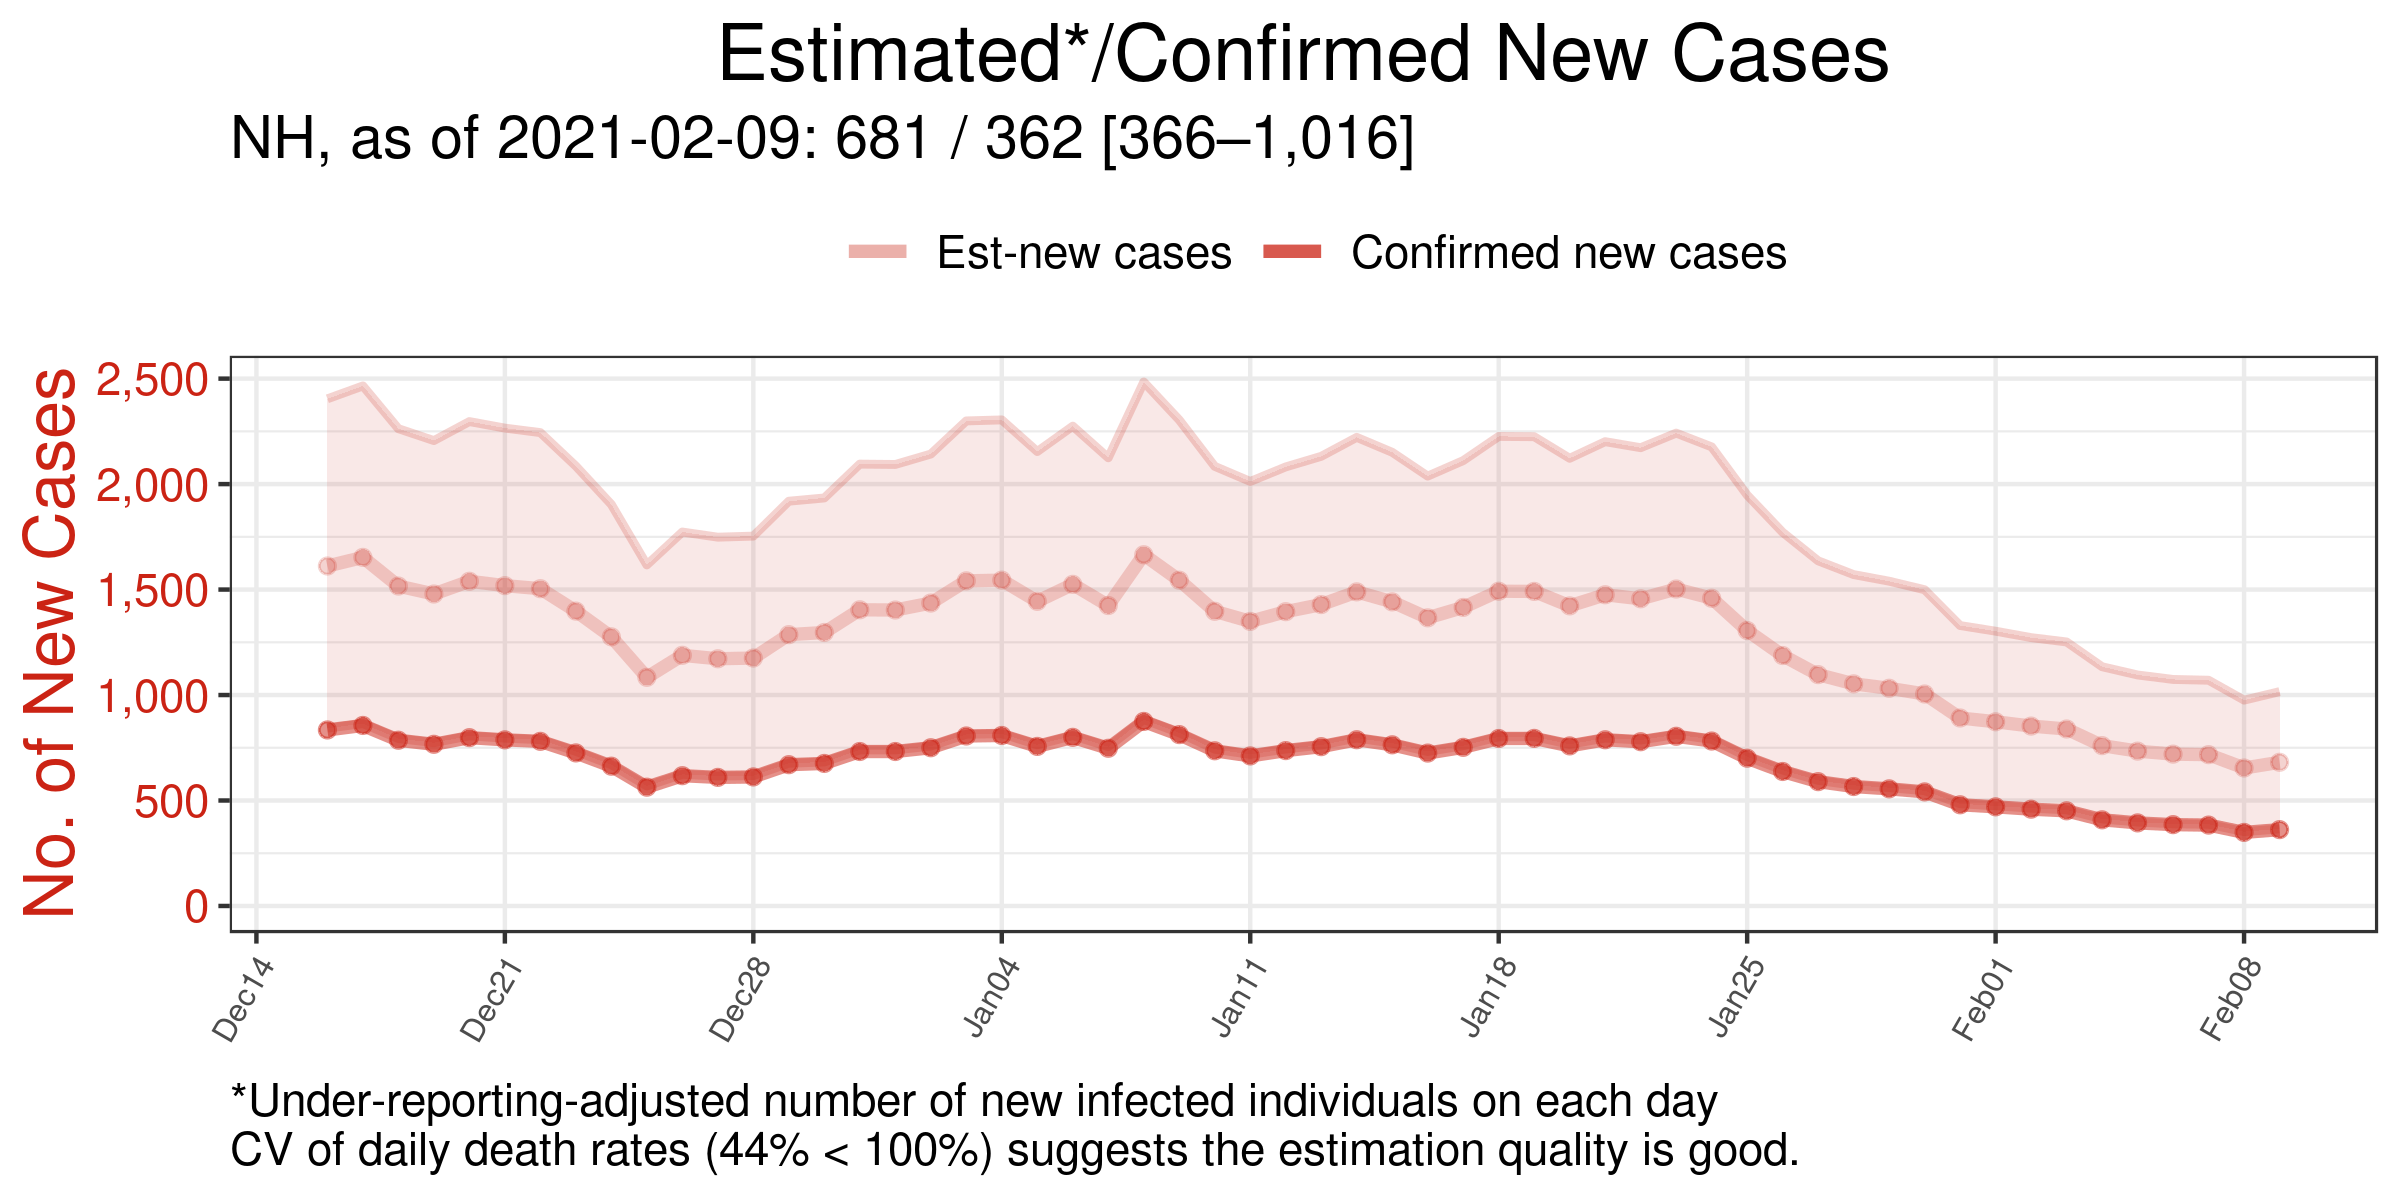 Estimated*/Confirmed New Cases
NH, as of 2021-02-09: 681 / 362 [366–1,016]
Est-new cases
Confirmed new cases
No. of New Cases
2,500
2,000
1,500
1,000
500
0
Dec14
Dec21
Dec28
Jan04
Jan11
Jan18
Jan25
Feb01
Feb08
*Under-reporting-adjusted number of new infected individuals on each day
CV of daily death rates (44% < 100%) suggests the estimation quality is good.